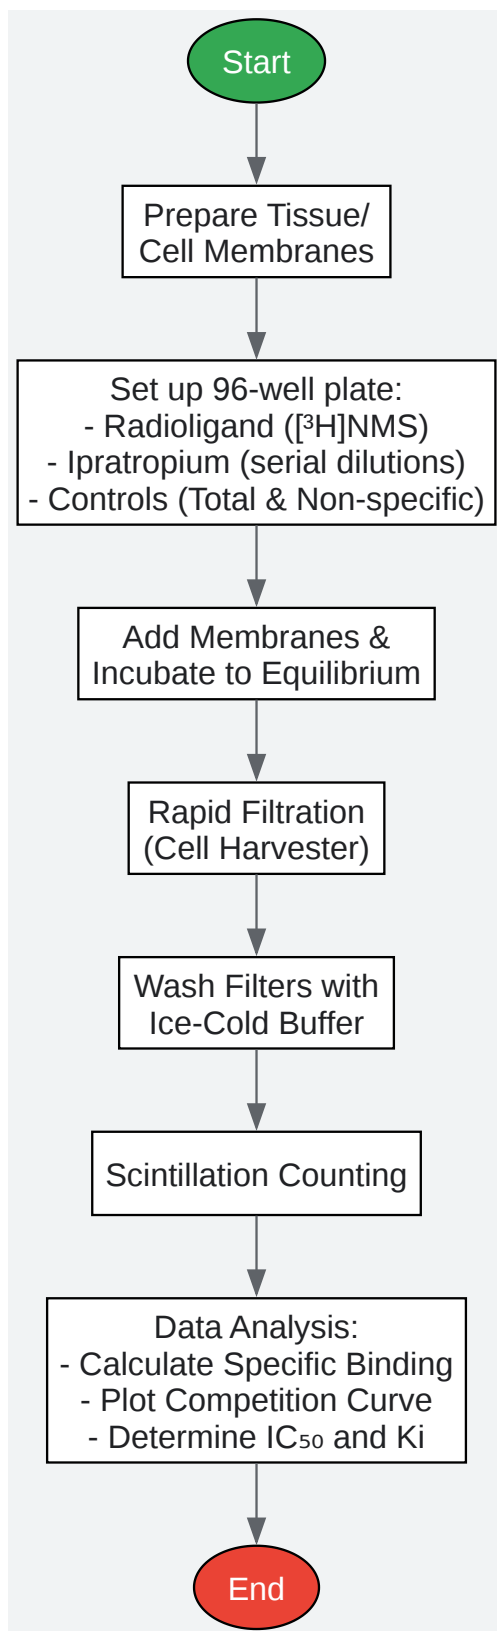 Start
Prepare Tissue/
Cell Membranes
Set up 96-well plate:
- Radioligand ([³H]NMS)
- Ipratropium (serial dilutions)
- Controls (Total & Non-specific)
Add Membranes &
Incubate to Equilibrium
Rapid Filtration
(Cell Harvester)
Wash Filters with
Ice-Cold Buffer
Scintillation Counting
Data Analysis:
- Calculate Specific Binding
- Plot Competition Curve
- Determine IC₅₀ and Ki
End